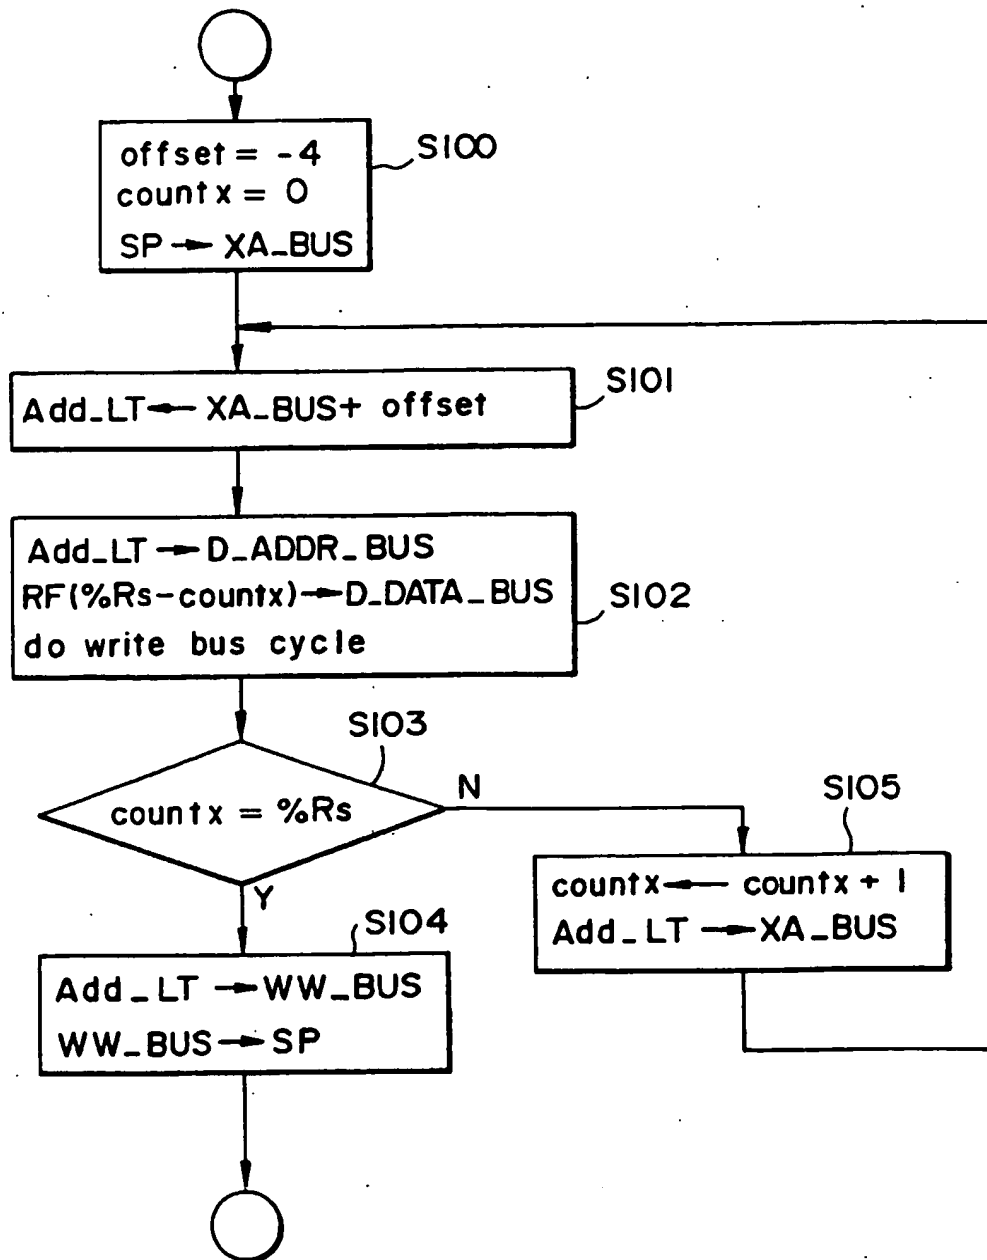 offset = -4
countx = 0
SP → XA_BUS
S100
Add_LT ← XA_BUS + offset
S101
Add_LT → D_ADDR_BUS
RF(%Rs-countx) → D_DATA_BUS
do write bus cycle
S102
S103
countx = %Rs
N
Y
S105
countx ← countx + 1
Add_LT → XA_BUS
S104
Add_LT → WW_BUS
WW_BUS → SP